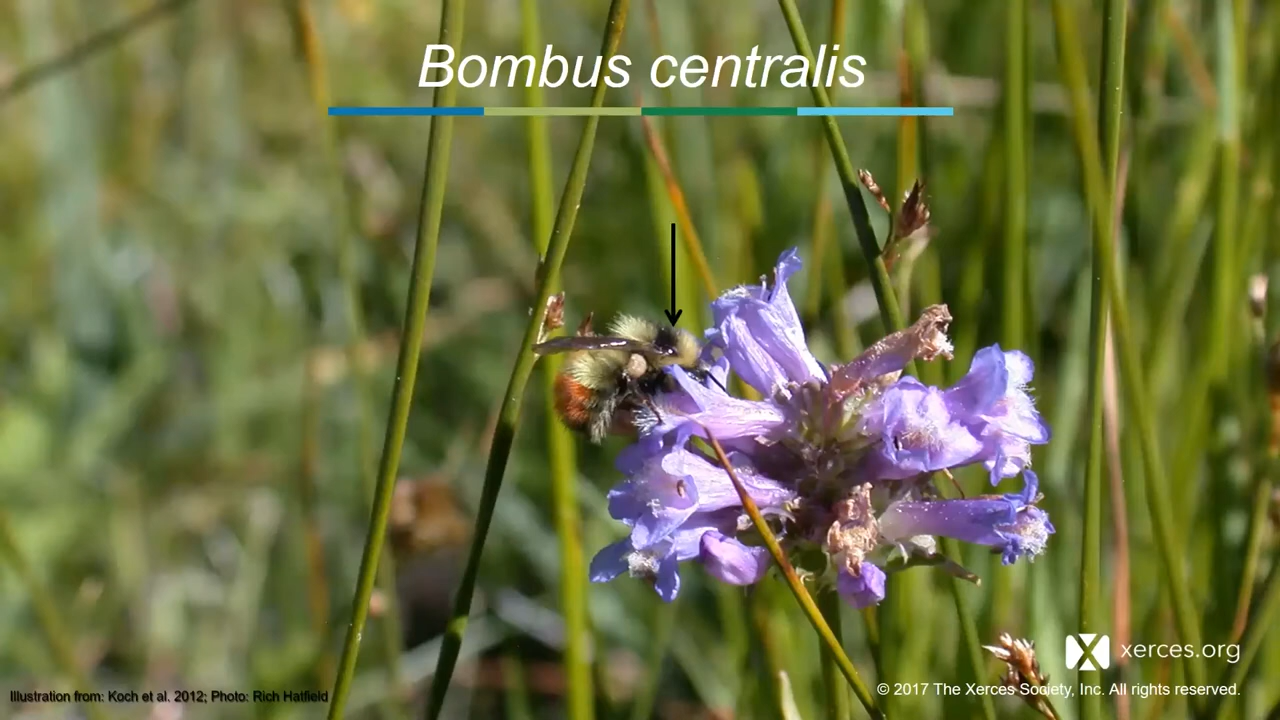 Bombus centralis
xerces.org
Illustration from: Koch et al. 2012; Photo: Rich Hatfield
© 2017 The Xerces Society, Inc. All rights reserved.